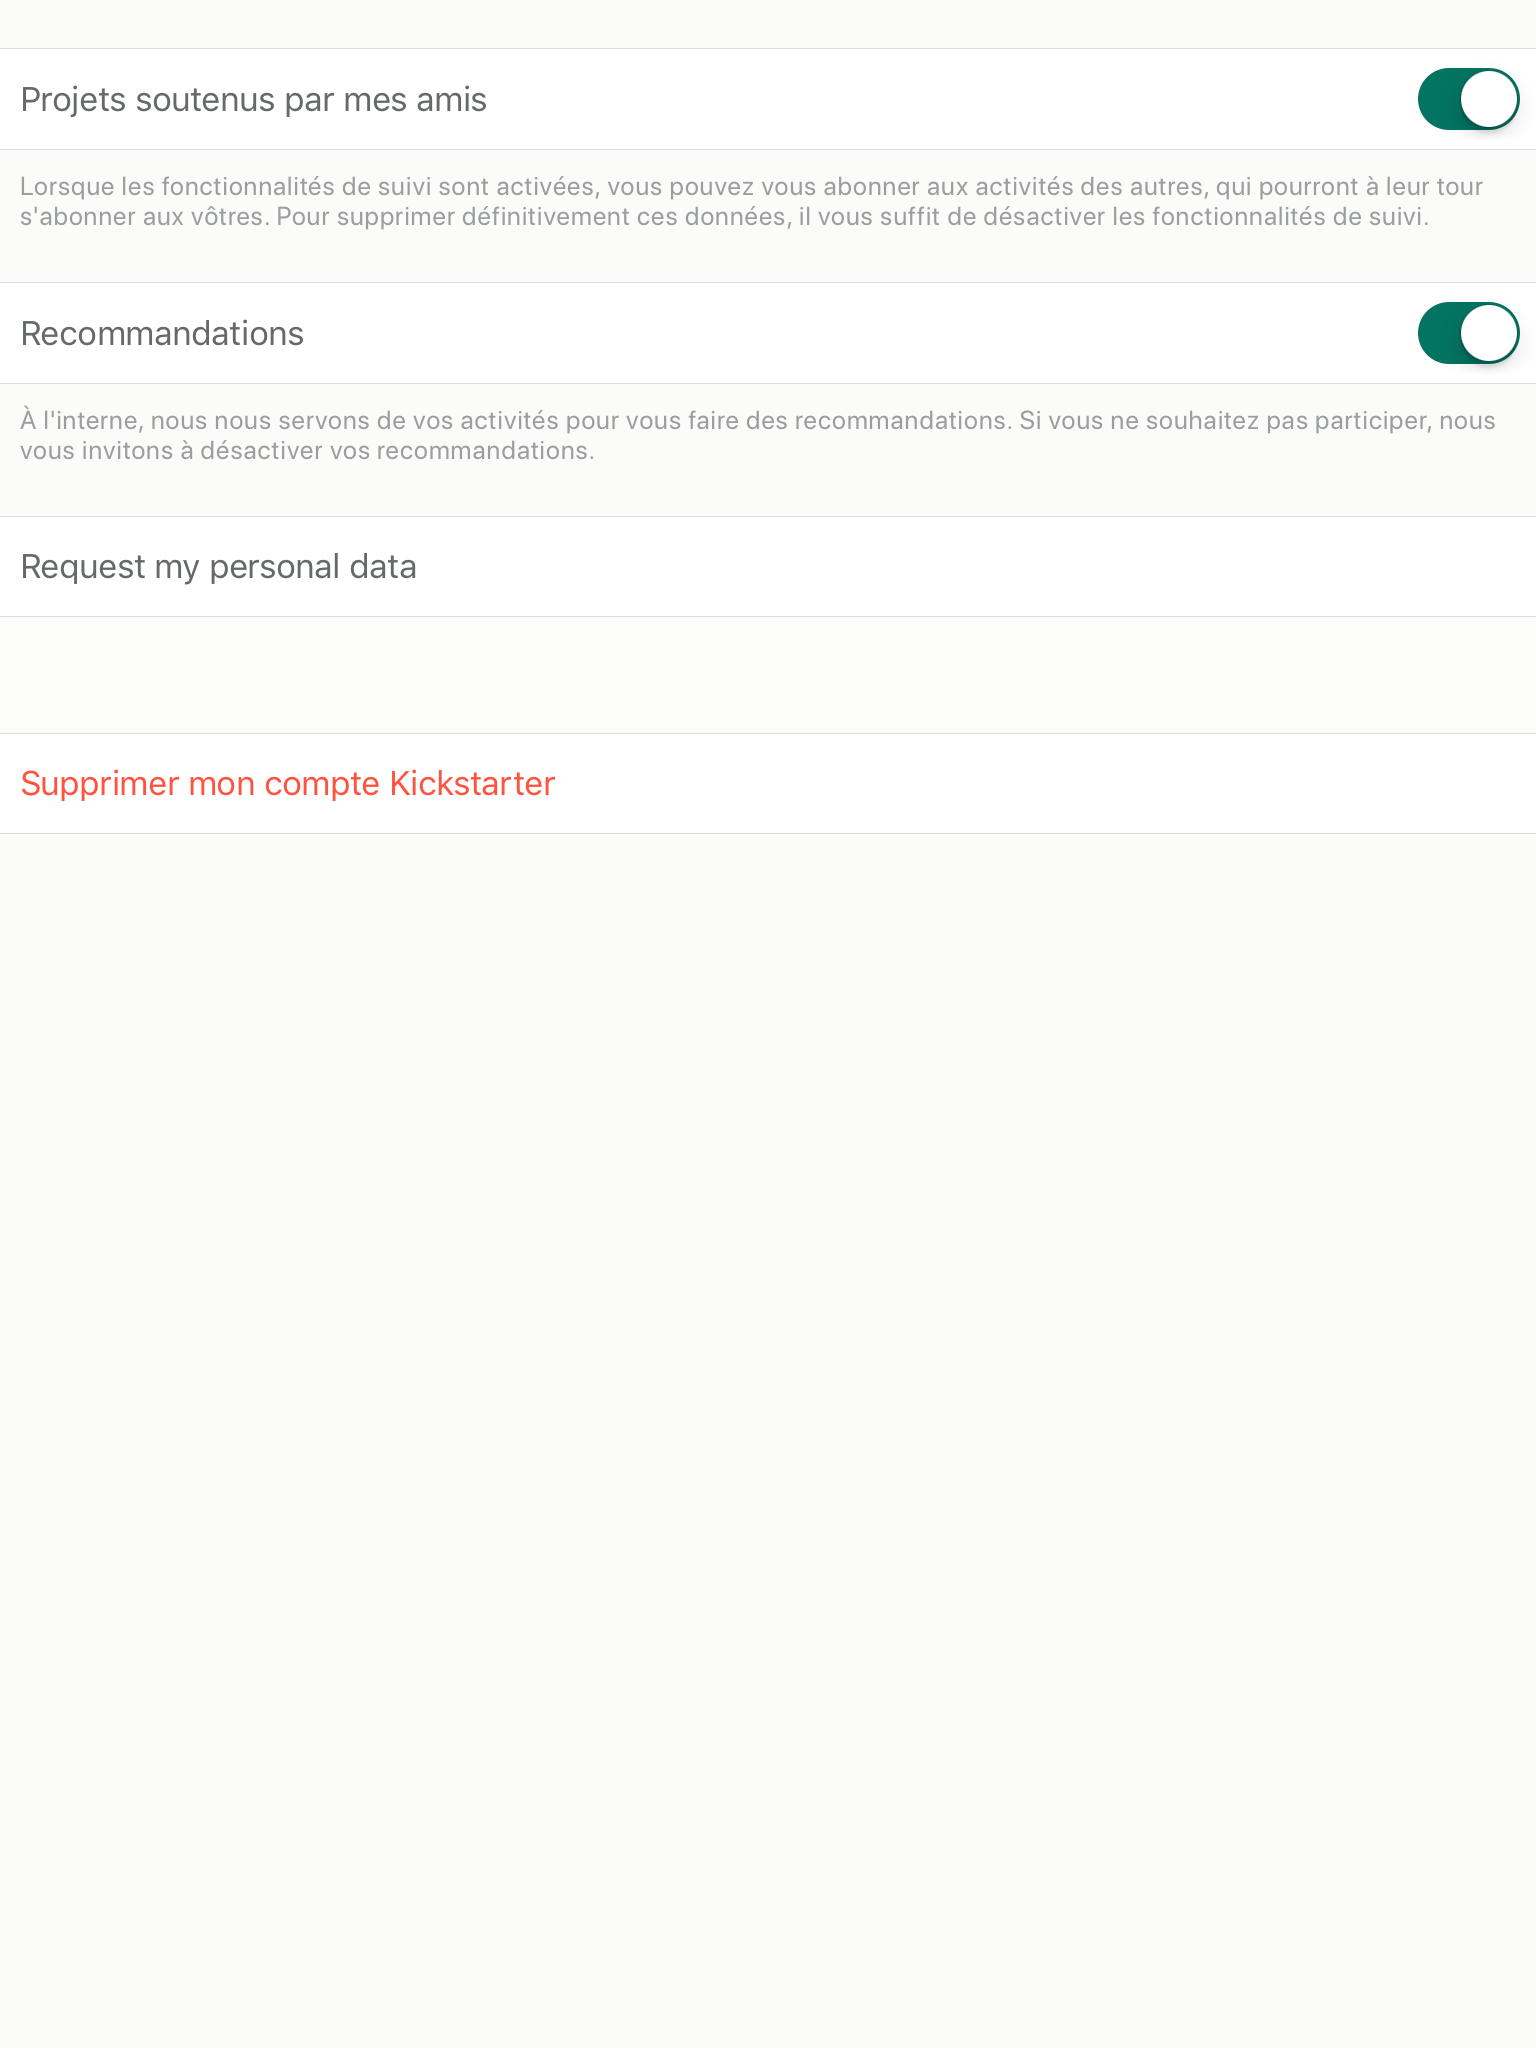 Projets soutenus par mes amis
Lorsque les fonctionnalités de suivi sont activées, vous pouvez vous abonner aux activités des autres, qui pourront à leur tour
s'abonner aux vôtres. Pour supprimer définitivement ces données, il vous suffit de désactiver les fonctionnalités de suivi.
Recommandations
À l'interne, nous nous servons de vos activités pour vous faire des recommandations. Si vous ne souhaitez pas participer, nous
vous invitons à désactiver vos recommandations.
Request my personal data
Supprimer mon compte Kickstarter